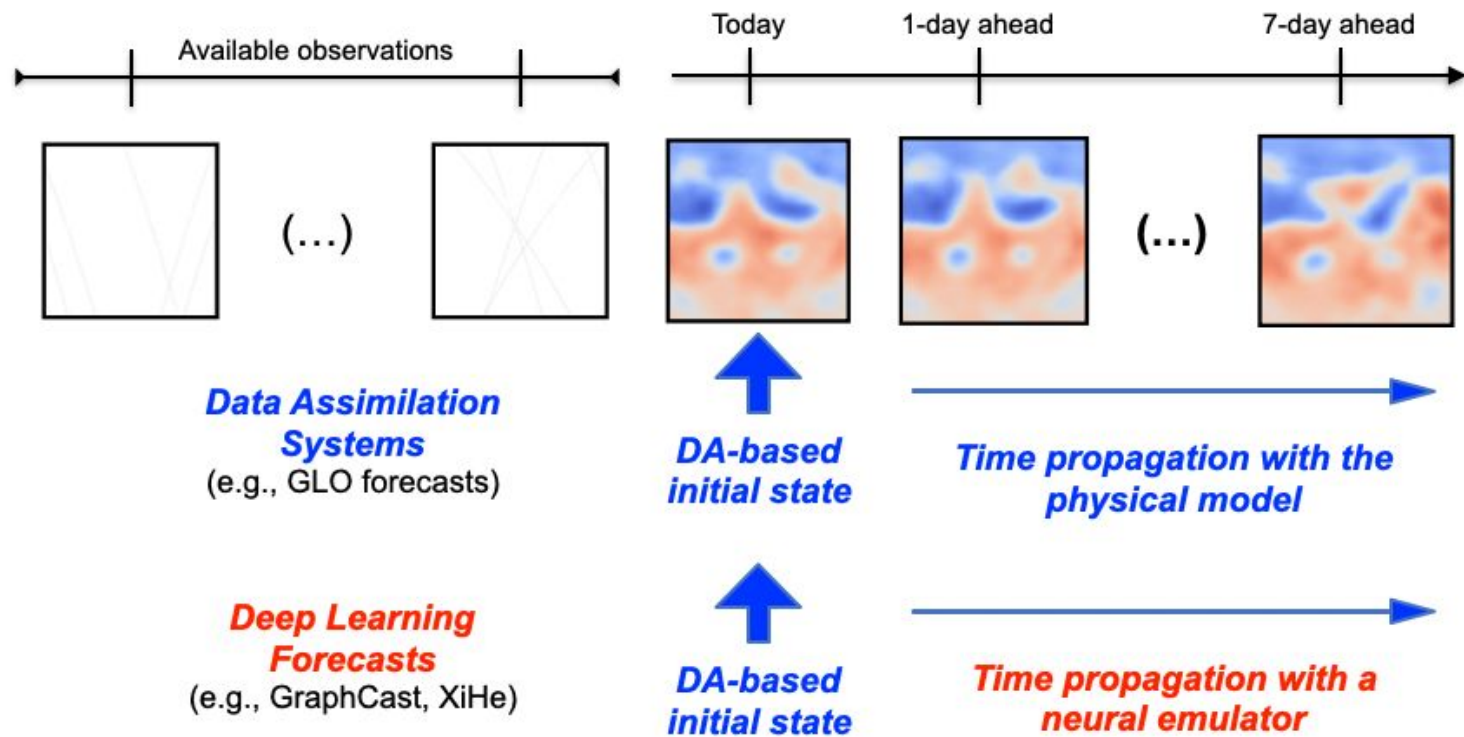 Available observations
Today
1-day ahead
7-day ahead
(...)
(...)
Data Assimilation
Systems
(e.g., GLO forecasts)
DA-based
initial state
Time propagation with the
physical model
Deep Learning
Forecasts
(e.g., GraphCast, XiHe)
DA-based
initial state
Time propagation with a
neural emulator